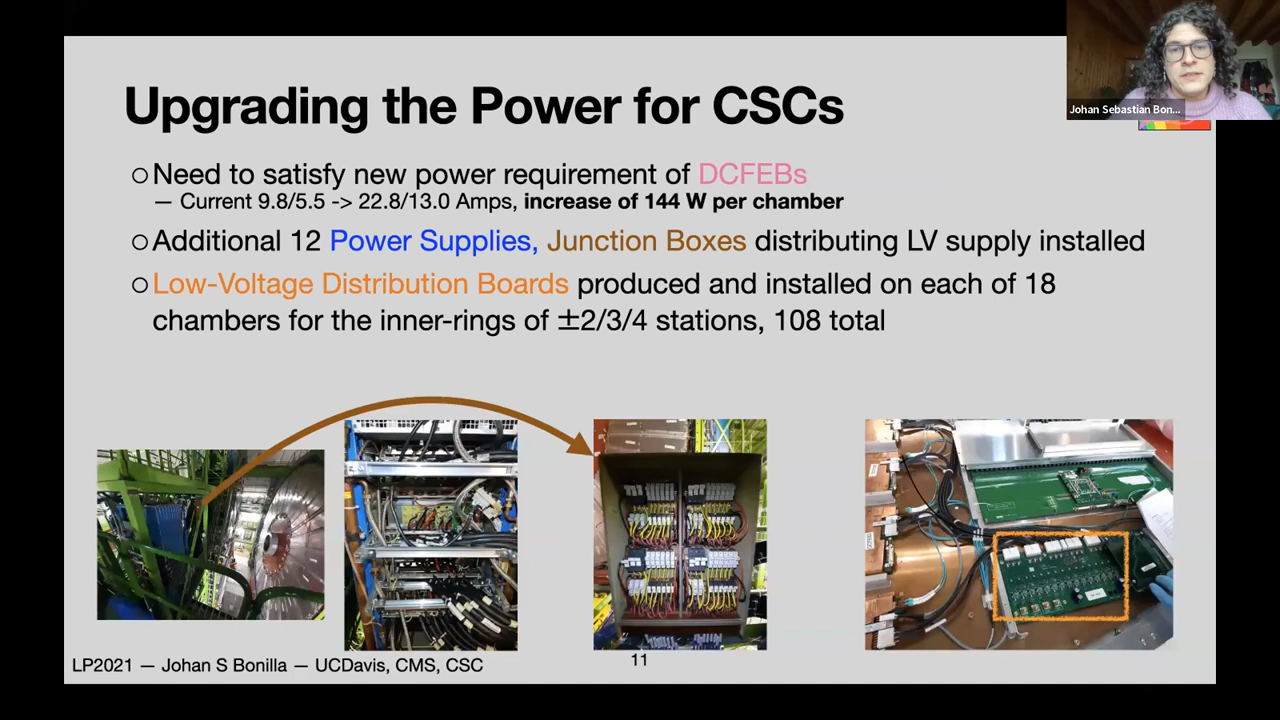 Upgrading the Power for CSCs
Johan Sebastian Bon...
○Need to satisfy new power requirement of DCFEBs
— Current 9.8/5.5 -> 22.8/13.0 Amps, increase of 144 W per chamber
○Additional 12 Power Supplies, Junction Boxes distributing LV supply installed
○Low-Voltage Distribution Boards produced and installed on each of 18
chambers for the inner-rings of ±2/3/4 stations, 108 total
LP2021 — Johan S Bonilla — UCDavis, CMS, CSC
11